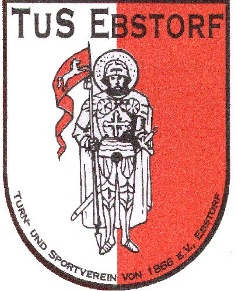 TUS EBSTORF
TURN- UND SPORTVEREIN VON 1866 E.V., EBSTORF